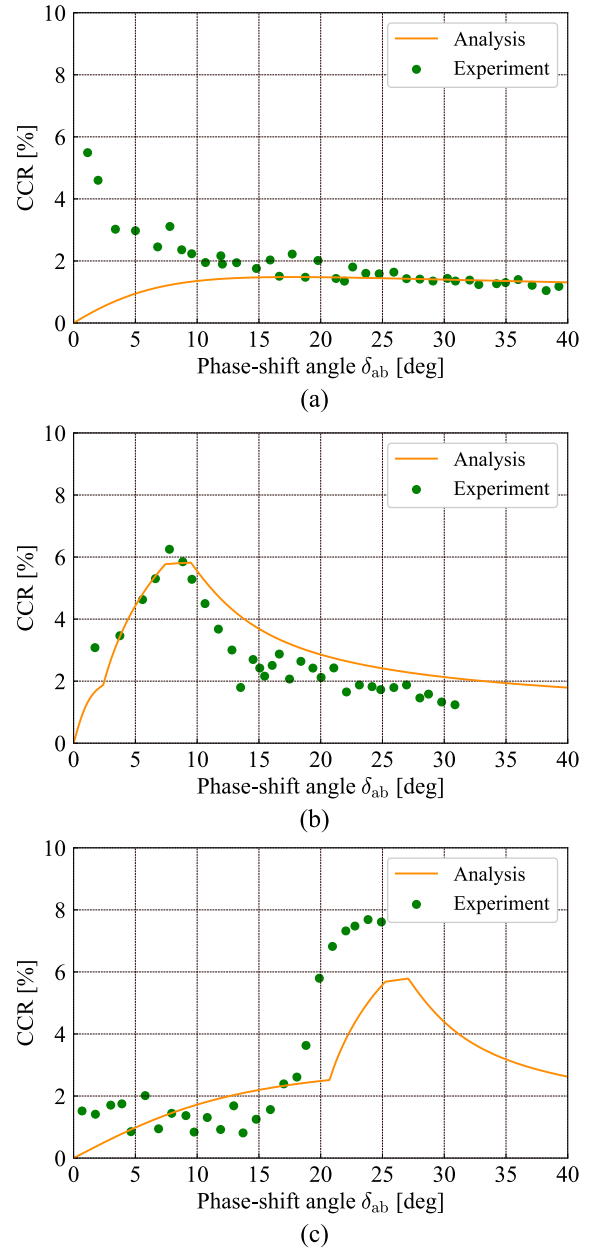 10
8
6
4
2
0
CCR [%]
Analysis
Experiment
0 5 10 15 20 25 30 35 40
Phase-shift angle δab [deg]
(a)
10
8
6
4
2
0
CCR [%]
Analysis
Experiment
0 5 10 15 20 25 30 35 40
Phase-shift angle δab [deg]
(b)
10
8
6
4
2
0
CCR [%]
Analysis
Experiment
0 5 10 15 20 25 30 35 40
Phase-shift angle δab [deg]
(c)